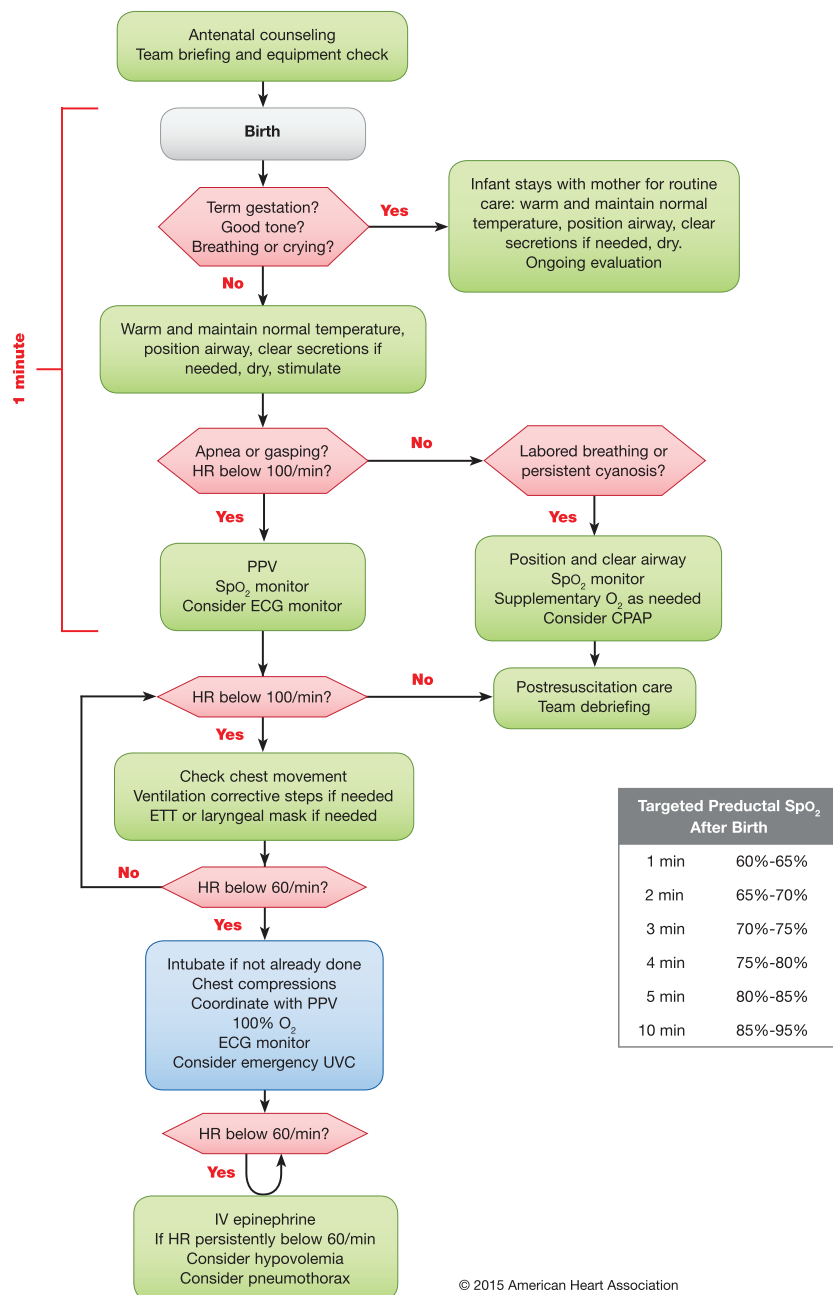 Antenatal counseling
Team briefing and equipment check
Birth
Term gestation?
Good tone?
Breathing or crying?
Yes
Infant stays with mother for routine
care: warm and maintain normal
temperature, position airway, clear
secretions if needed, dry.
Ongoing evaluation
No
1 minute
Warm and maintain normal temperature,
position airway, clear secretions if
needed, dry, stimulate
Apnea or gasping?
HR below 100/min?
No
Labored breathing or
persistent cyanosis?
Yes
Yes
PPV
SpO₂ monitor
Consider ECG monitor
Position and clear airway
SpO₂ monitor
Supplementary O₂ as needed
Consider CPAP
HR below 100/min?
No
Postresuscitation care
Team debriefing
Yes
Check chest movement
Ventilation corrective steps if needed
ETT or laryngeal mask if needed
No
HR below 60/min?
Yes
Intubate if not already done
Chest compressions
Coordinate with PPV
100% O₂
ECG monitor
Consider emergency UVC
HR below 60/min?
Yes
IV epinephrine
If HR persistently below 60/min
Consider hypovolemia
Consider pneumothorax
Targeted Preductal SpO₂
After Birth
1 min 60%-65%
2 min 65%-70%
3 min 70%-75%
4 min 75%-80%
5 min 80%-85%
10 min 85%-95%
© 2015 American Heart Association